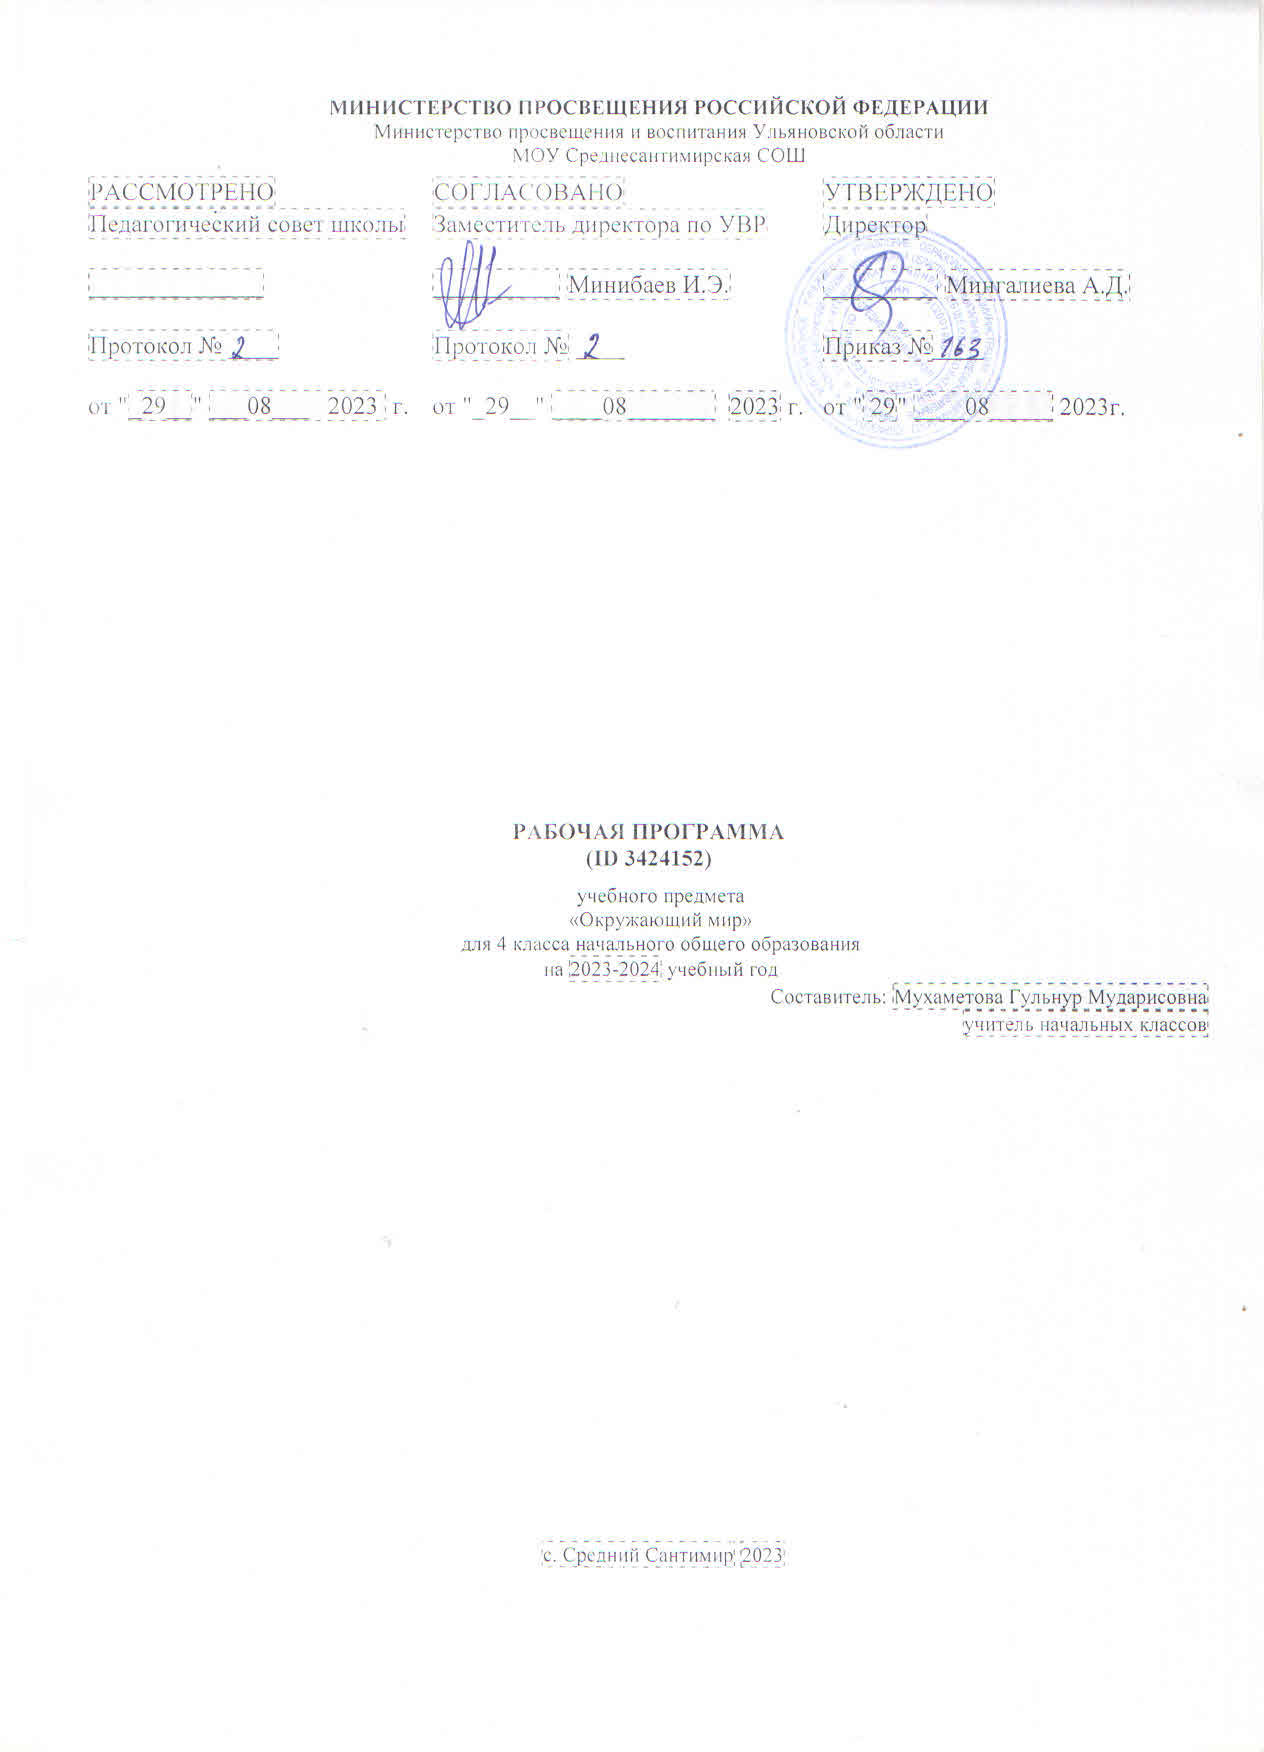 МИНИСТЕРСТВО ПРОСВЕЩЕНИЯ РОССИЙСКОЙ ФЕДЕРАЦИИ
Министерство просвещения и воспитания Ульяновской области
МОУ Среднесантимирская СОШ
РАССМОТРЕНО
Педагогический совет школы
Протокол № 2
от "29" 08 2023 г.
СОГЛАСОВАНО
Заместитель директора по УВР
Минибаев И.Э.
Протокол № 2
от "29" 08 2023 г.
УТВЕРЖДЕНО
Директор
Мингалиева А.Д.
Приказ № 163
от "29" 08 2023г.
РАБОЧАЯ ПРОГРАММА
(ID 3424152)
учебного предмета
«Окружающий мир»
для 4 класса начального общего образования
на 2023-2024 учебный год
Составитель: Мухаметова Гульнур Мударисовна
учитель начальных классов
с. Средний Сантимир 2023